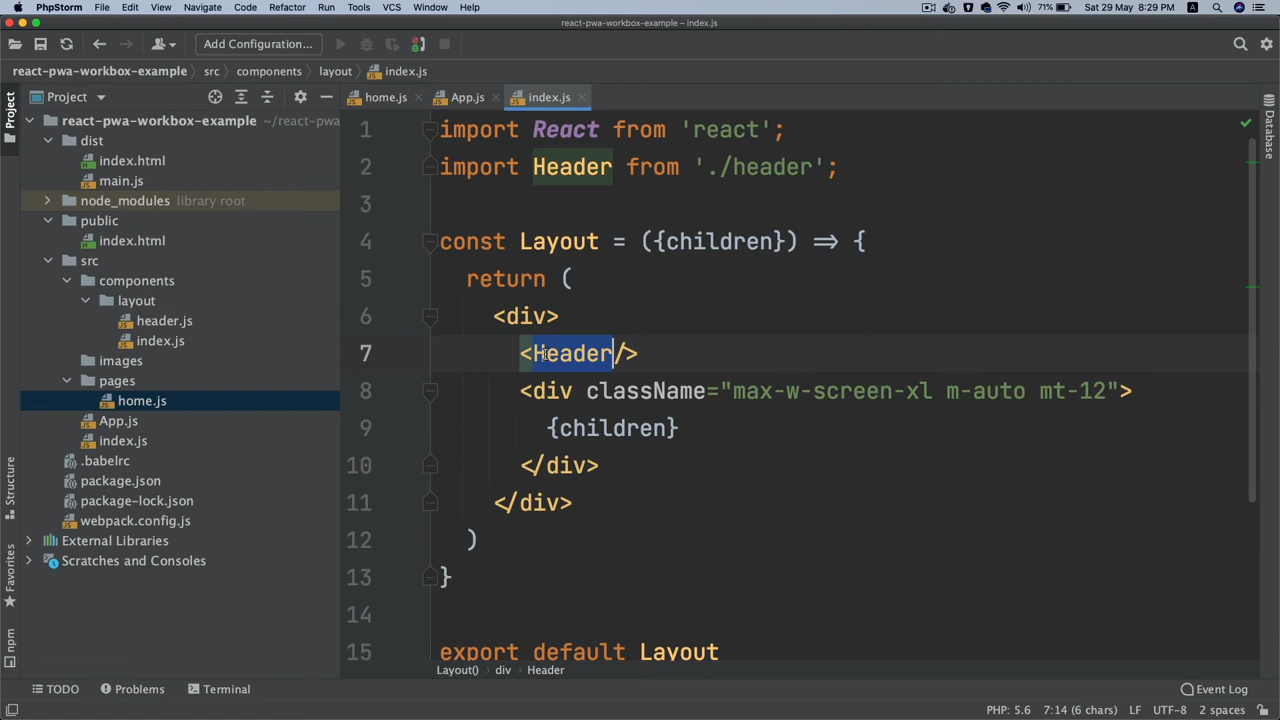 PhpStorm File Edit View Navigate Code Refactor Run Tools VCS Window Help 71% Sat 29 May 8:29 PM
react-pwa-workbox-example – index.js
Add Configuration...
react-pwa-workbox-example src components layout index.js
Project home.js App.js index.js
react-pwa-workbox-example ~/react-pwa
dist
index.html
main.js
node_modules library root
public
index.html
src
components
layout
header.js
index.js
images
pages
home.js
App.js
index.js
.babelrc
package.json
package-lock.json
webpack.config.js
External Libraries
Scratches and Consoles
Project
Structure
Favorites
npm
1 import React from 'react';
2 import Header from './header';
3
4 const Layout = ({children}) => {
5 return (
6 <div>
7 <Header/>
8 <div className="max-w-screen-xl m-auto mt-12">
9 {children}
10 </div>
11 </div>
12 )
13 }
14
15 export default Layout
Database
Layout() div Header
TODO Problems Terminal Event Log
PHP: 5.6 7:14 (6 chars) LF UTF-8 2 spaces